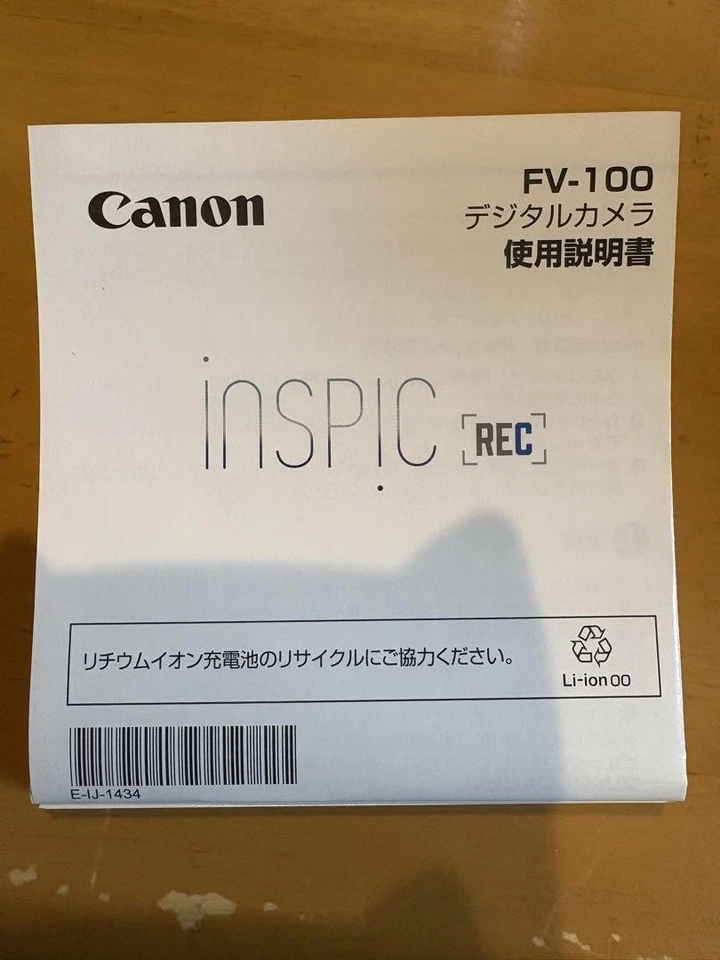 Canon
FV-100
デジタルカメラ
使用説明書
inspic [REC]
リチウムイオン充電池のリサイクルにご協力ください。
Li-ion 00
E-IJ-1434